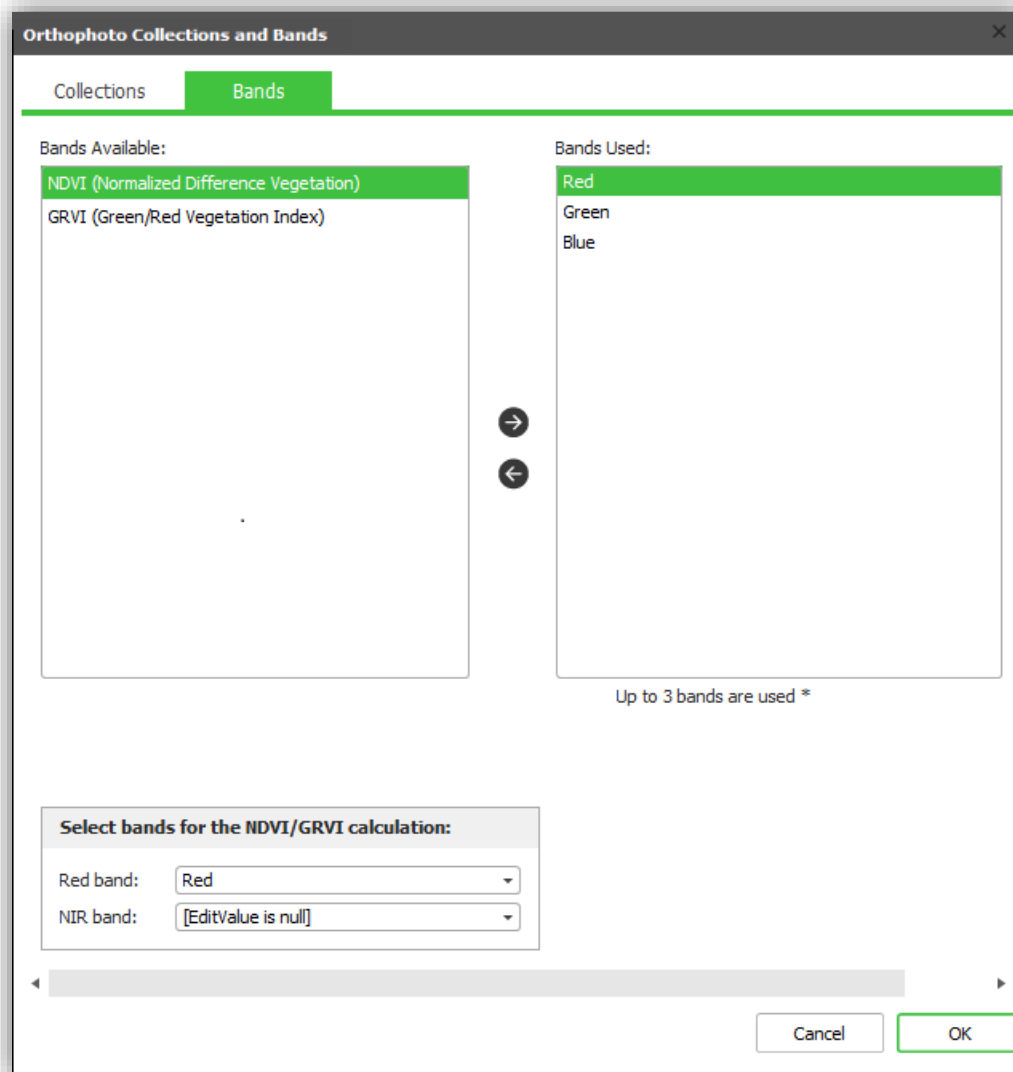 Orthophoto Collections and Bands
Collections Bands
Bands Available: Bands Used:
NDVI (Normalized Difference Vegetation) Red
GRVI (Green/Red Vegetation Index) Green
Blue
Up to 3 bands are used *
Select bands for the NDVI/GRVI calculation:
Red band: Red
NIR band: [EditValue is null]
Cancel OK